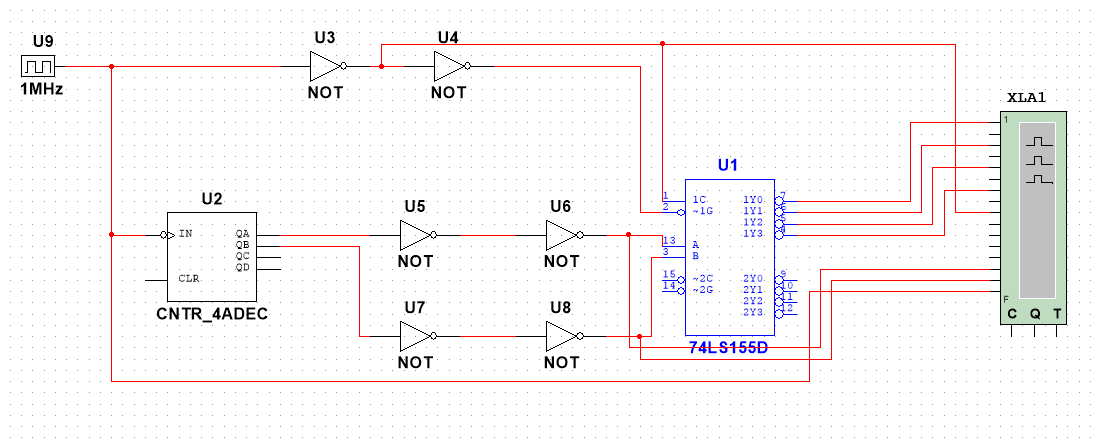 U9
1MHz
U3
NOT
U4
NOT
XLA1
1
F
C Q T
U2
IN
CLR
QA
QB
QC
QD
CNTR_4ADEC
U5
NOT
U6
NOT
U7
NOT
U8
NOT
U1
1 1C 1Y0 7
2 ~1G 1Y1 6
1Y2 5
1Y3 4
13 A
3 B
15 ~2C 2Y0 9
14 ~2G 2Y1 10
2Y2 11
2Y3 12
74LS155D